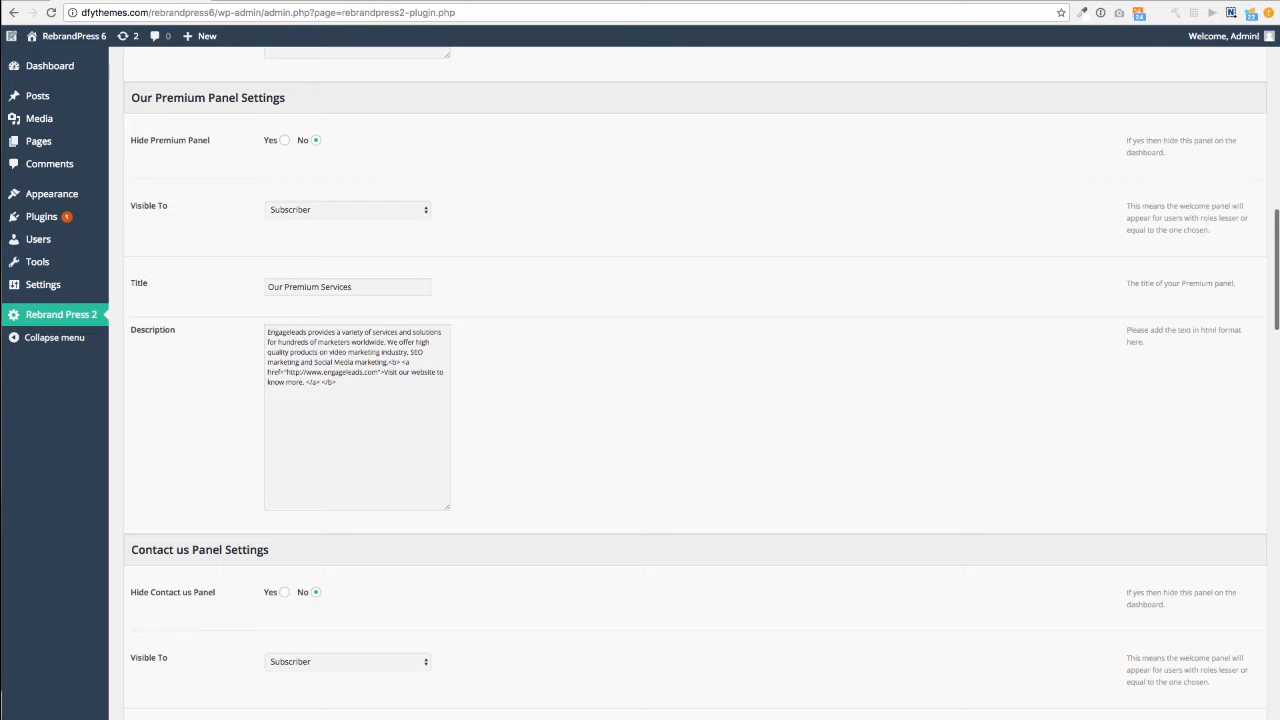 dfythemes.com/rebrandpress6/wp-admin/admin.php?page=rebrandpress2-plugin.php
24
22
RebrandPress 6
2
0
New
Welcome, Admin!
Dashboard
Posts
Media
Pages
Comments
Appearance
Plugins 1
Users
Tools
Settings
Rebrand Press 2
Collapse menu
Our Premium Panel Settings
Hide Premium Panel
Yes No
If yes then hide this panel on the
dashboard.
Visible To
Subscriber
This means the welcome panel will
appear for users with roles lesser or
equal to the one chosen.
Title
Our Premium Services
The title of your Premium panel.
Description
Engageleads provides a variety of services and solutions
for hundreds of marketers worldwide. We offer high
quality products on video marketing industry, SEO
marketing and Social Media marketing.<b> <a
href="http://www.engageleads.com">Visit our website to
know more. </a> </b>
Please add the text in html format
here.
Contact us Panel Settings
Hide Contact us Panel
Yes No
If yes then hide this panel on the
dashboard.
Visible To
Subscriber
This means the welcome panel will
appear for users with roles lesser or
equal to the one chosen.